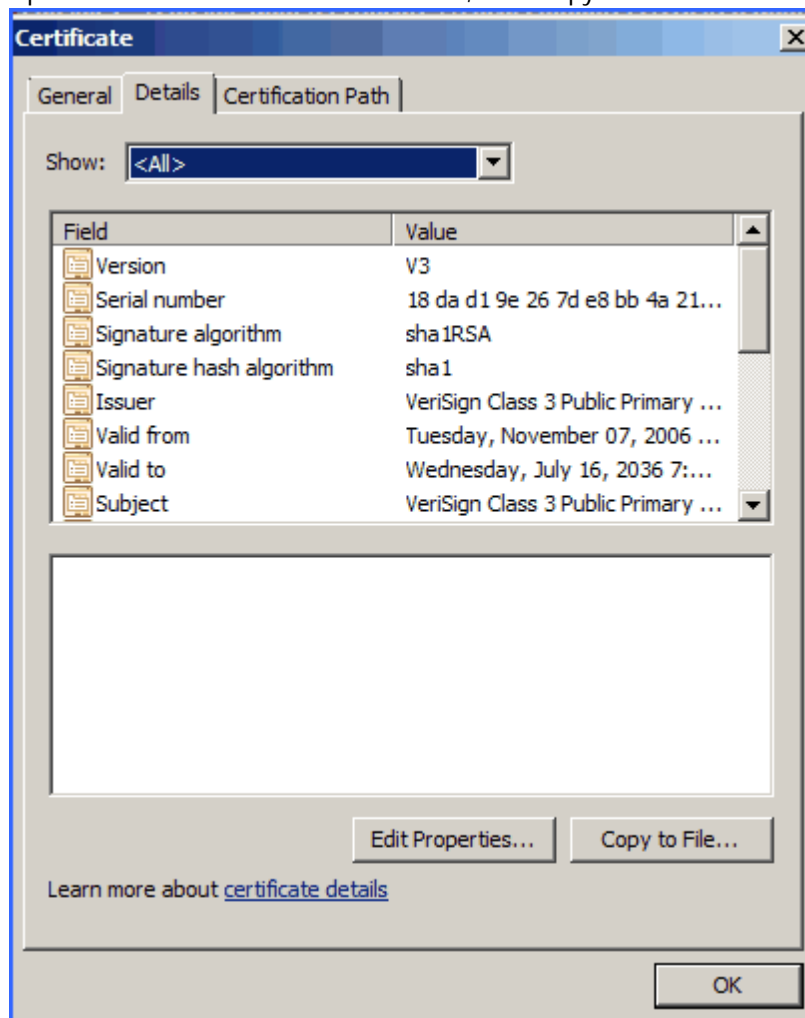 Certificate
General Details Certification Path
Show: <All>
Field Value
Version V3
Serial number 18 da d1 9e 26 7d e8 bb 4a 21...
Signature algorithm sha1RSA
Signature hash algorithm sha1
Issuer VeriSign Class 3 Public Primary ...
Valid from Tuesday, November 07, 2006 ...
Valid to Wednesday, July 16, 2036 7:...
Subject VeriSign Class 3 Public Primary ...
Edit Properties... Copy to File...
Learn more about certificate details
OK